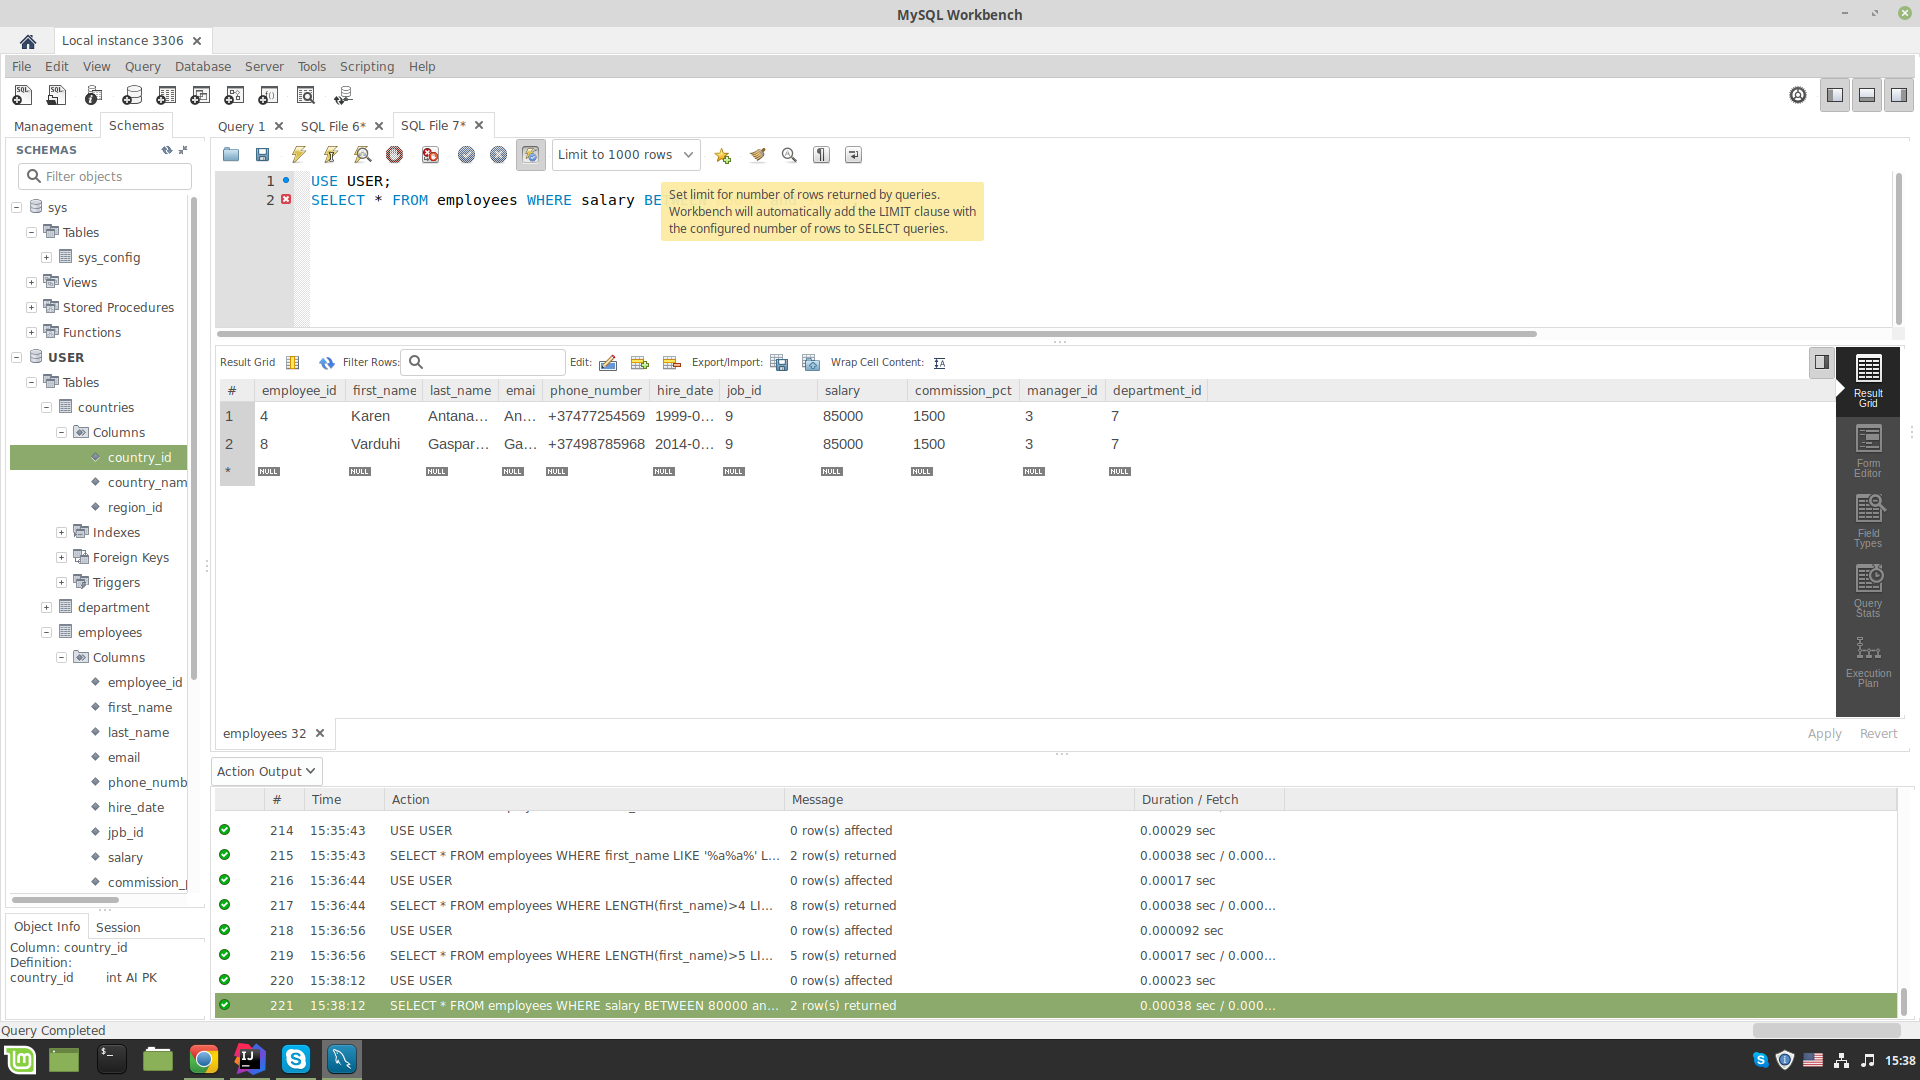 MySQL Workbench
Local instance 3306
File Edit View Query Database Server Tools Scripting Help
Management Schemas
Query 1 SQL File 6* SQL File 7*
SCHEMAS
Filter objects
sys
Tables
sys_config
Views
Stored Procedures
Functions
USER
Tables
countries
Columns
country_id
country_nam
region_id
Indexes
Foreign Keys
Triggers
department
employees
Columns
employee_id
first_name
last_name
email
phone_numb
hire_date
jpb_id
salary
commission_
Object Info Session
Column: country_id
Definition:
country_id int AI PK
Limit to 1000 rows
1 USE USER;
2 SELECT * FROM employees WHERE salary BE
Set limit for number of rows returned by queries.
Workbench will automatically add the LIMIT clause with
the configured number of rows to SELECT queries.
Result Grid Filter Rows: Edit: Export/Import: Wrap Cell Content:
# employee_id first_name last_name emai phone_number hire_date job_id salary commission_pct manager_id department_id
1 4 Karen Antana... An... +37477254569 1999-0... 9 85000 1500 3 7
2 8 Varduhi Gaspar... Ga... +37498785968 2014-0... 9 85000 1500 3 7
* NULL NULL NULL NULL NULL NULL NULL NULL NULL NULL NULL
Result
Grid
Form
Editor
Field
Types
Query
Stats
Execution
Plan
employees 32
Apply Revert
Action Output
# Time Action Message Duration / Fetch
214 15:35:43 USE USER 0 row(s) affected 0.00029 sec
215 15:35:43 SELECT * FROM employees WHERE first_name LIKE '%a%a%' L... 2 row(s) returned 0.00038 sec / 0.000...
216 15:36:44 USE USER 0 row(s) affected 0.00017 sec
217 15:36:44 SELECT * FROM employees WHERE LENGTH(first_name)>4 LI... 8 row(s) returned 0.00038 sec / 0.000...
218 15:36:56 USE USER 0 row(s) affected 0.000092 sec
219 15:36:56 SELECT * FROM employees WHERE LENGTH(first_name)>5 LI... 5 row(s) returned 0.00017 sec / 0.000...
220 15:38:12 USE USER 0 row(s) affected 0.00023 sec
221 15:38:12 SELECT * FROM employees WHERE salary BETWEEN 80000 an... 2 row(s) returned 0.00038 sec / 0.000...
Query Completed
15:38